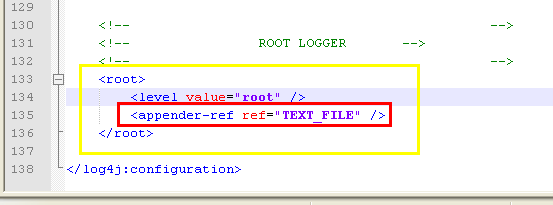 129
130 <!-- -->
131 <!-- ROOT LOGGER -->
132 <!-- -->
133 <root>
134 <level value="root" />
135 <appender-ref ref="TEXT_FILE" />
136 </root>
137
138 </log4j:configuration>